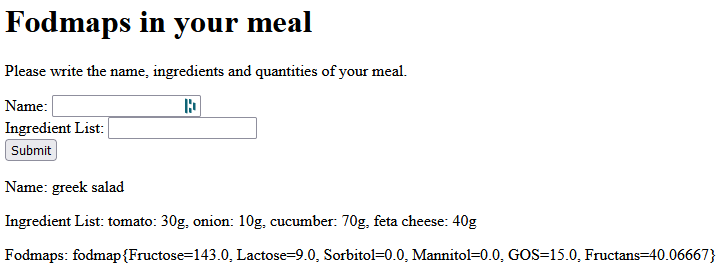 Fodmaps in your meal
Please write the name, ingredients and quantities of your meal.
Name:
Ingredient List:
Submit
Name: greek salad
Ingredient List: tomato: 30g, onion: 10g, cucumber: 70g, feta cheese: 40g
Fodmaps: fodmap{Fructose=143.0, Lactose=9.0, Sorbitol=0.0, Mannitol=0.0, GOS=15.0, Fructans=40.06667}